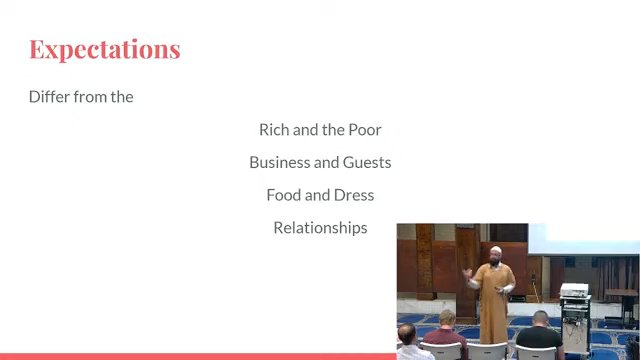 Expectations
Differ from the
Rich and the Poor
Business and Guests
Food and Dress
Relationships